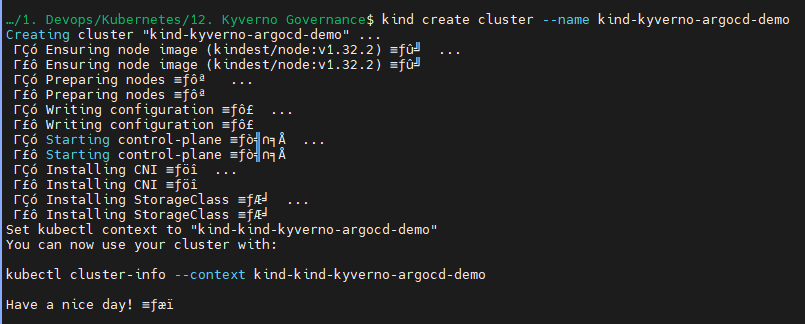 …/1. Devops/Kubernetes/12. Kyverno Governance$ kind create cluster --name kind-kyverno-argocd-demo
Creating cluster "kind-kyverno-argocd-demo" ...
ΓÇó Ensuring node image (kindest/node:v1.32.2) ≡ƒû╝ ...
Γ£ô Ensuring node image (kindest/node:v1.32.2) ≡ƒû╝
ΓÇó Preparing nodes ≡ƒôª ...
Γ£ô Preparing nodes ≡ƒôª
ΓÇó Writing configuration ≡ƒô£ ...
Γ£ô Writing configuration ≡ƒô£
ΓÇó Starting control-plane ≡ƒò╣∩╕Å ...
Γ£ô Starting control-plane ≡ƒò╣∩╕Å
ΓÇó Installing CNI ≡ƒöî ...
Γ£ô Installing CNI ≡ƒöî
ΓÇó Installing StorageClass ≡ƒÆ╛ ...
Γ£ô Installing StorageClass ≡ƒÆ╛
Set kubectl context to "kind-kind-kyverno-argocd-demo"
You can now use your cluster with:
kubectl cluster-info --context kind-kind-kyverno-argocd-demo
Have a nice day! ≡ƒæï